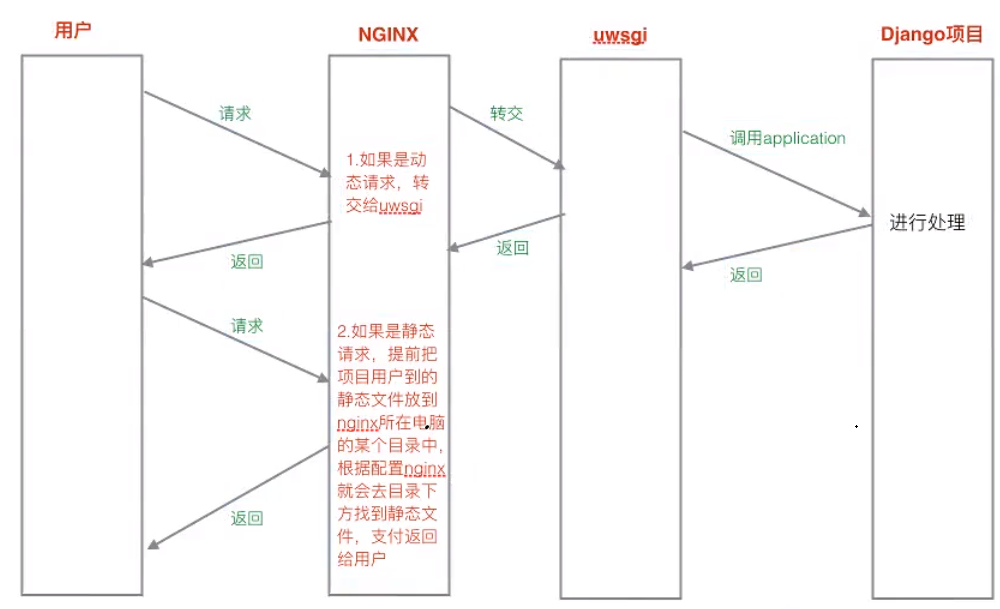 用户
NGINX
uwsgi
Django项目
请求
转交
调用application
1.如果是动
态请求，转
交给uwsgi
进行处理
返回
返回
返回
请求
2.如果是静态
请求，提前把
项目用户到的
静态文件放到
nginx所在电脑
的某个目录中，
根据配置nginx
就会去目录下
方找到静态文
件，支付返回
给用户
返回